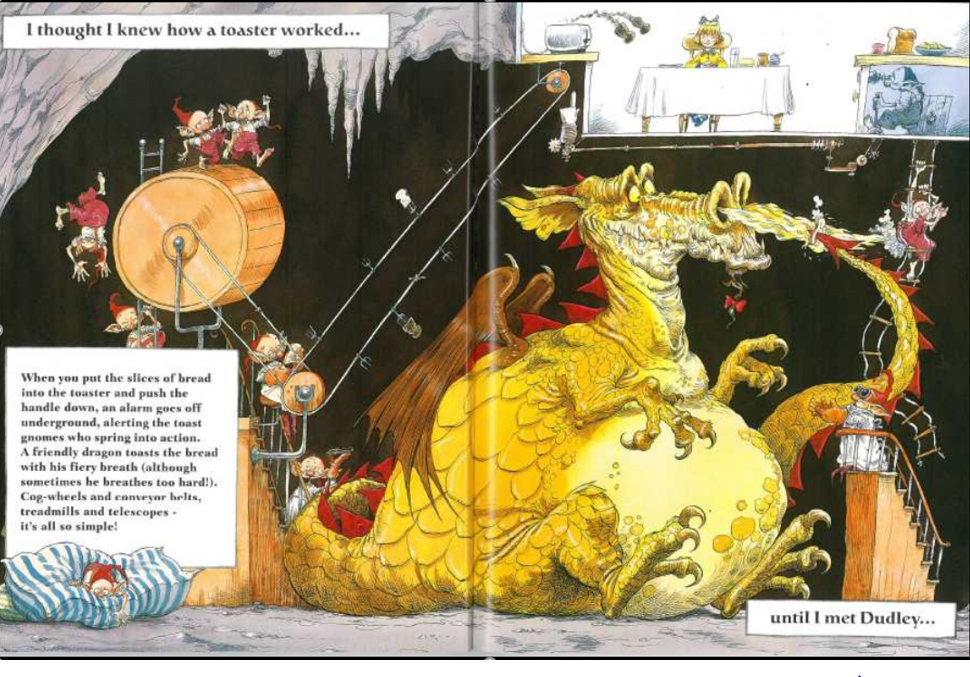 I thought I knew how a toaster worked...
When you put the slices of bread
into the toaster and push the
handle down, an alarm goes off
underground, alerting the toast
gnomes who spring into action.
A friendly dragon toasts the bread
with his fiery breath (although
sometimes he breathes too hard!).
Cog-wheels and conveyor belts,
treadmills and telescopes -
it's all so simple!
until I met Dudley...